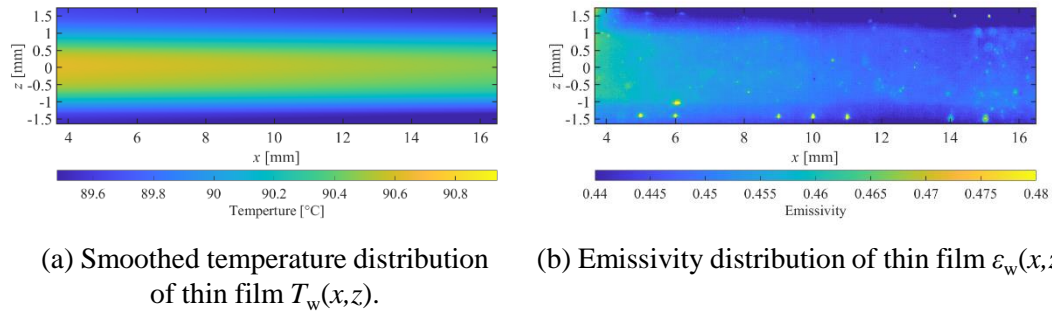 1.5
1
0.5
0
-0.5
-1
-1.5
z [mm]
4 6 8 10 12 14 16
x [mm]
89.6 89.8 90 90.2 90.4 90.6 90.8
Temperture [°C]
(a) Smoothed temperature distribution
of thin film Tw(x,z).
1.5
1
0.5
0
-0.5
-1
-1.5
z [mm]
4 6 8 10 12 14 16
x [mm]
0.44 0.445 0.45 0.455 0.46 0.465 0.47 0.475 0.48
Emissivity
(b) Emissivity distribution of thin film εw(x,z